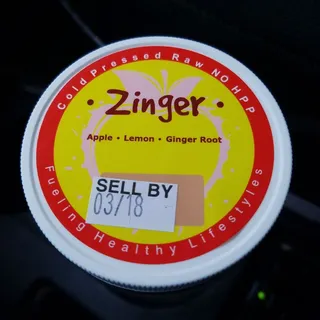 Cold Pressed Raw NO HPP
• Zinger •
Apple • Lemon • Ginger Root
SELL BY
03/18
Fueling Healthy Lifestyles